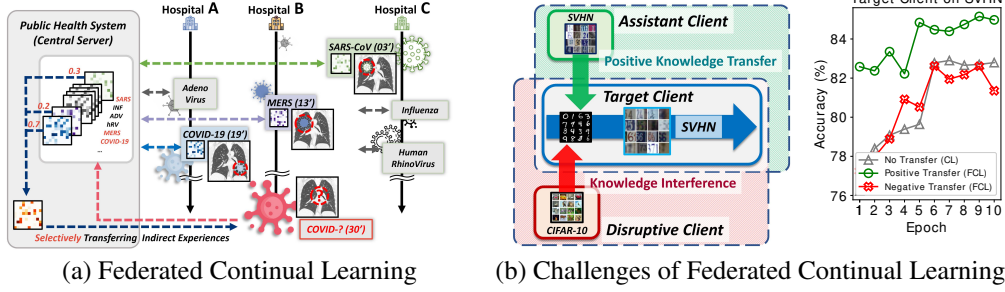 Hospital A
Hospital B
Hospital C
Public Health System
(Central Server)
0.3
0.2
0.7
SARS
INF
ADV
hRV
MERS
COVID-19
...
Adeno
Virus
SARS-CoV (03')
MERS (13')
Influenza
COVID-19 (19')
Human
RhinoVirus
?
COVID-? (30')
Selectively Transferring Indirect Experiences
(a) Federated Continual Learning
SVHN
Assistant Client
Positive Knowledge Transfer
Target Client
SVHN
Knowledge Interference
CIFAR-10
Disruptive Client
Target Client on SVHN
Accuracy (%)
84
82
80
78
76
No Transfer (CL)
Positive Transfer (FCL)
Negative Transfer (FCL)
1 2 3 4 5 6 7 8 9 10
Epoch
(b) Challenges of Federated Continual Learning